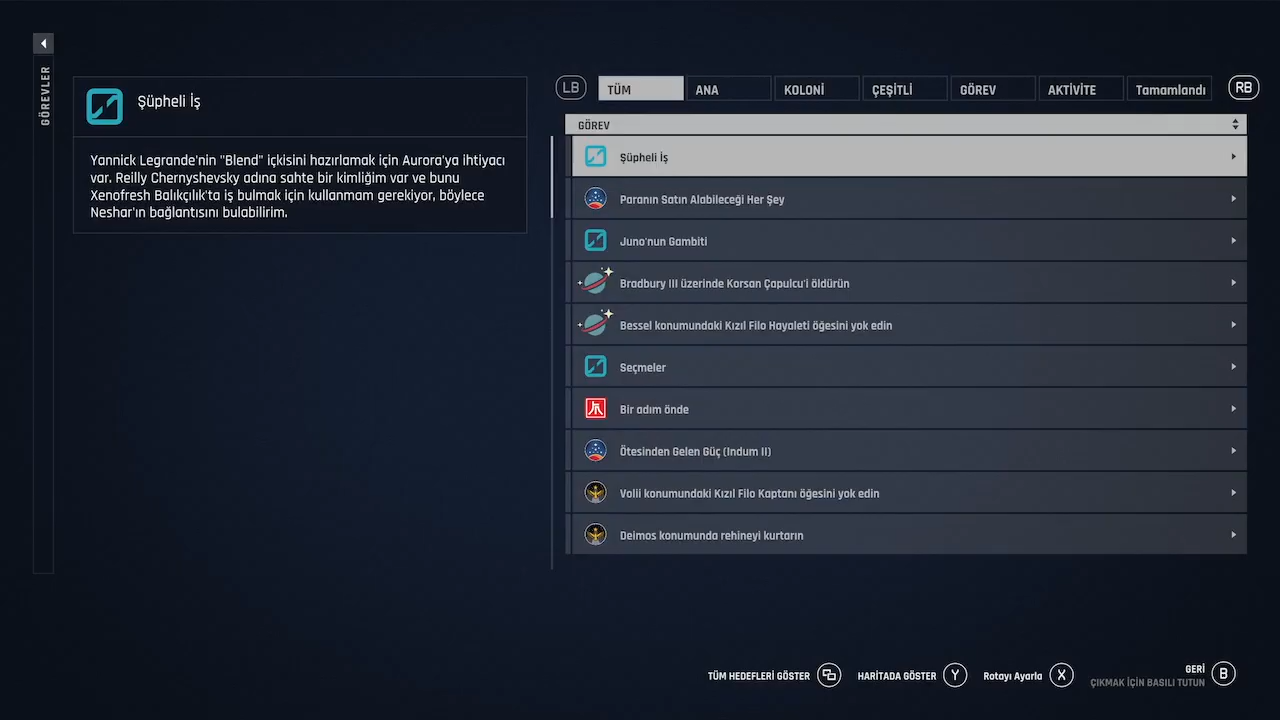 GÖREVLER
Şüpheli İş
Yannick Legrande'nin "Blend" içkisini hazırlamak için Aurora'ya ihtiyacı
var. Reilly Chernyshevsky adına sahte bir kimliğim var ve bunu
Xenofresh Balıkçılık'ta iş bulmak için kullanmam gerekiyor, böylece
Neshar'ın bağlantısını bulabilirim.
LB TÜM ANA KOLONİ ÇEŞİTLİ GÖREV AKTİVİTE Tamamlandı RB
GÖREV
Şüpheli İş
Paranın Satın Alabileceği Her Şey
Juno'nun Gambiti
Bradbury III üzerinde Korsan Çapulcu'i öldürün
Bessel konumundaki Kızıl Filo Hayaleti öğesini yok edin
Seçmeler
Bir adım önde
Ötesinden Gelen Güç (Indum II)
Volii konumundaki Kızıl Filo Kaptanı öğesini yok edin
Deimos konumunda rehineyi kurtarın
TÜM HEDEFLERİ GÖSTER HARİTADA GÖSTER Y Rotayı Ayarla X GERİ B
ÇIKMAK İÇİN BASILI TUTUN